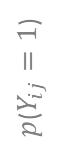 p(Y_{ij} = 1)